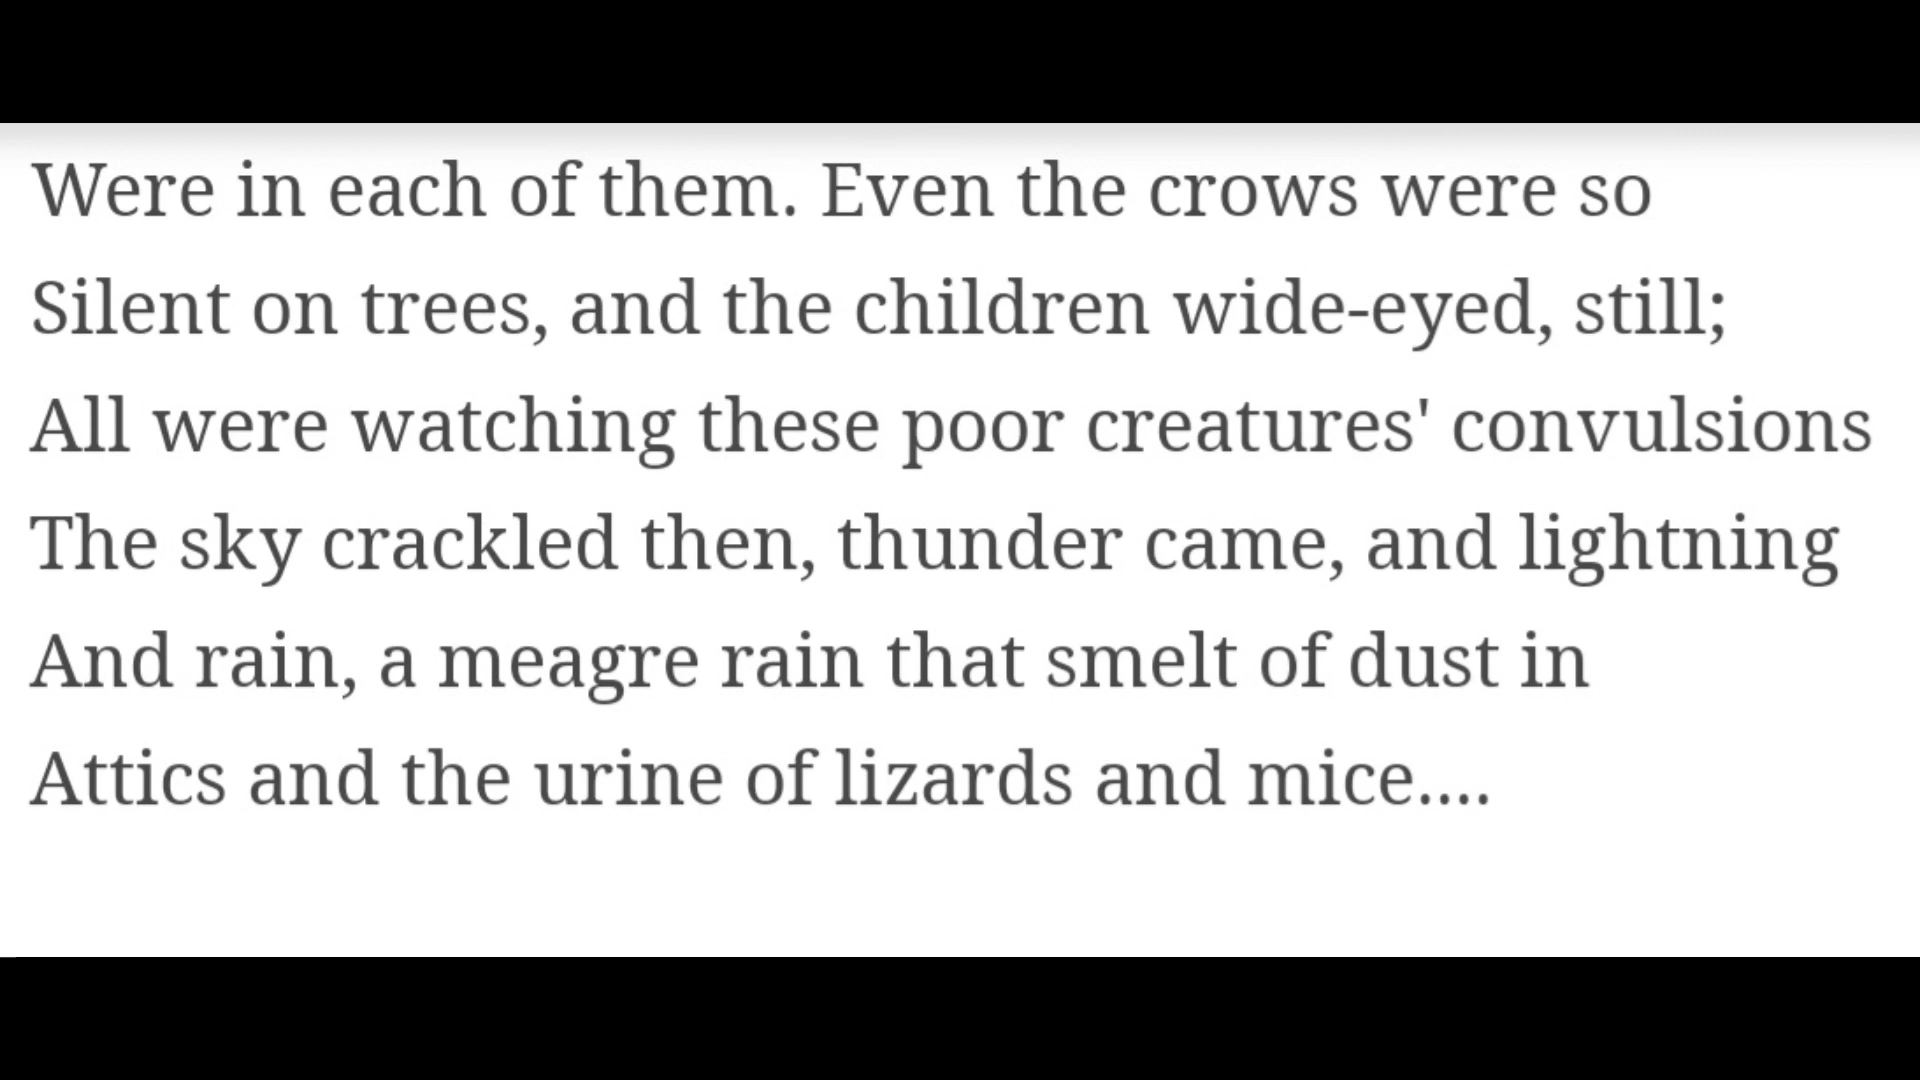 Were in each of them. Even the crows were so
Silent on trees, and the children wide-eyed, still;
All were watching these poor creatures' convulsions
The sky crackled then, thunder came, and lightning
And rain, a meagre rain that smelt of dust in
Attics and the urine of lizards and mice....